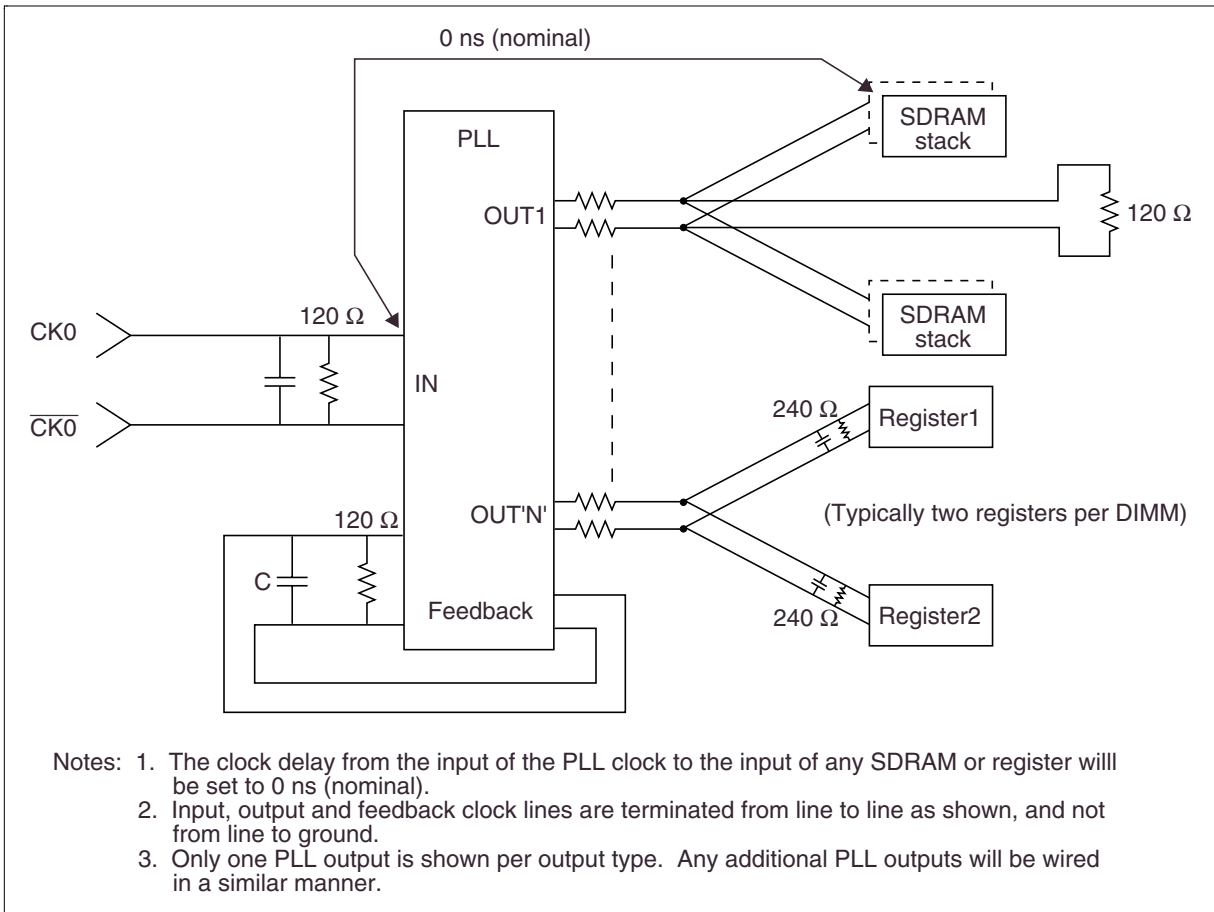 0 ns (nominal)
PLL
SDRAM
stack
OUT1
120 Ω
SDRAM
stack
CK0
120 Ω
IN
CK0
240 Ω
Register1
OUT'N'
(Typically two registers per DIMM)
120 Ω
C
Feedback
240 Ω
Register2
Notes: 1. The clock delay from the input of the PLL clock to the input of any SDRAM or register willl
be set to 0 ns (nominal).
2. Input, output and feedback clock lines are terminated from line to line as shown, and not
from line to ground.
3. Only one PLL output is shown per output type. Any additional PLL outputs will be wired
in a similar manner.